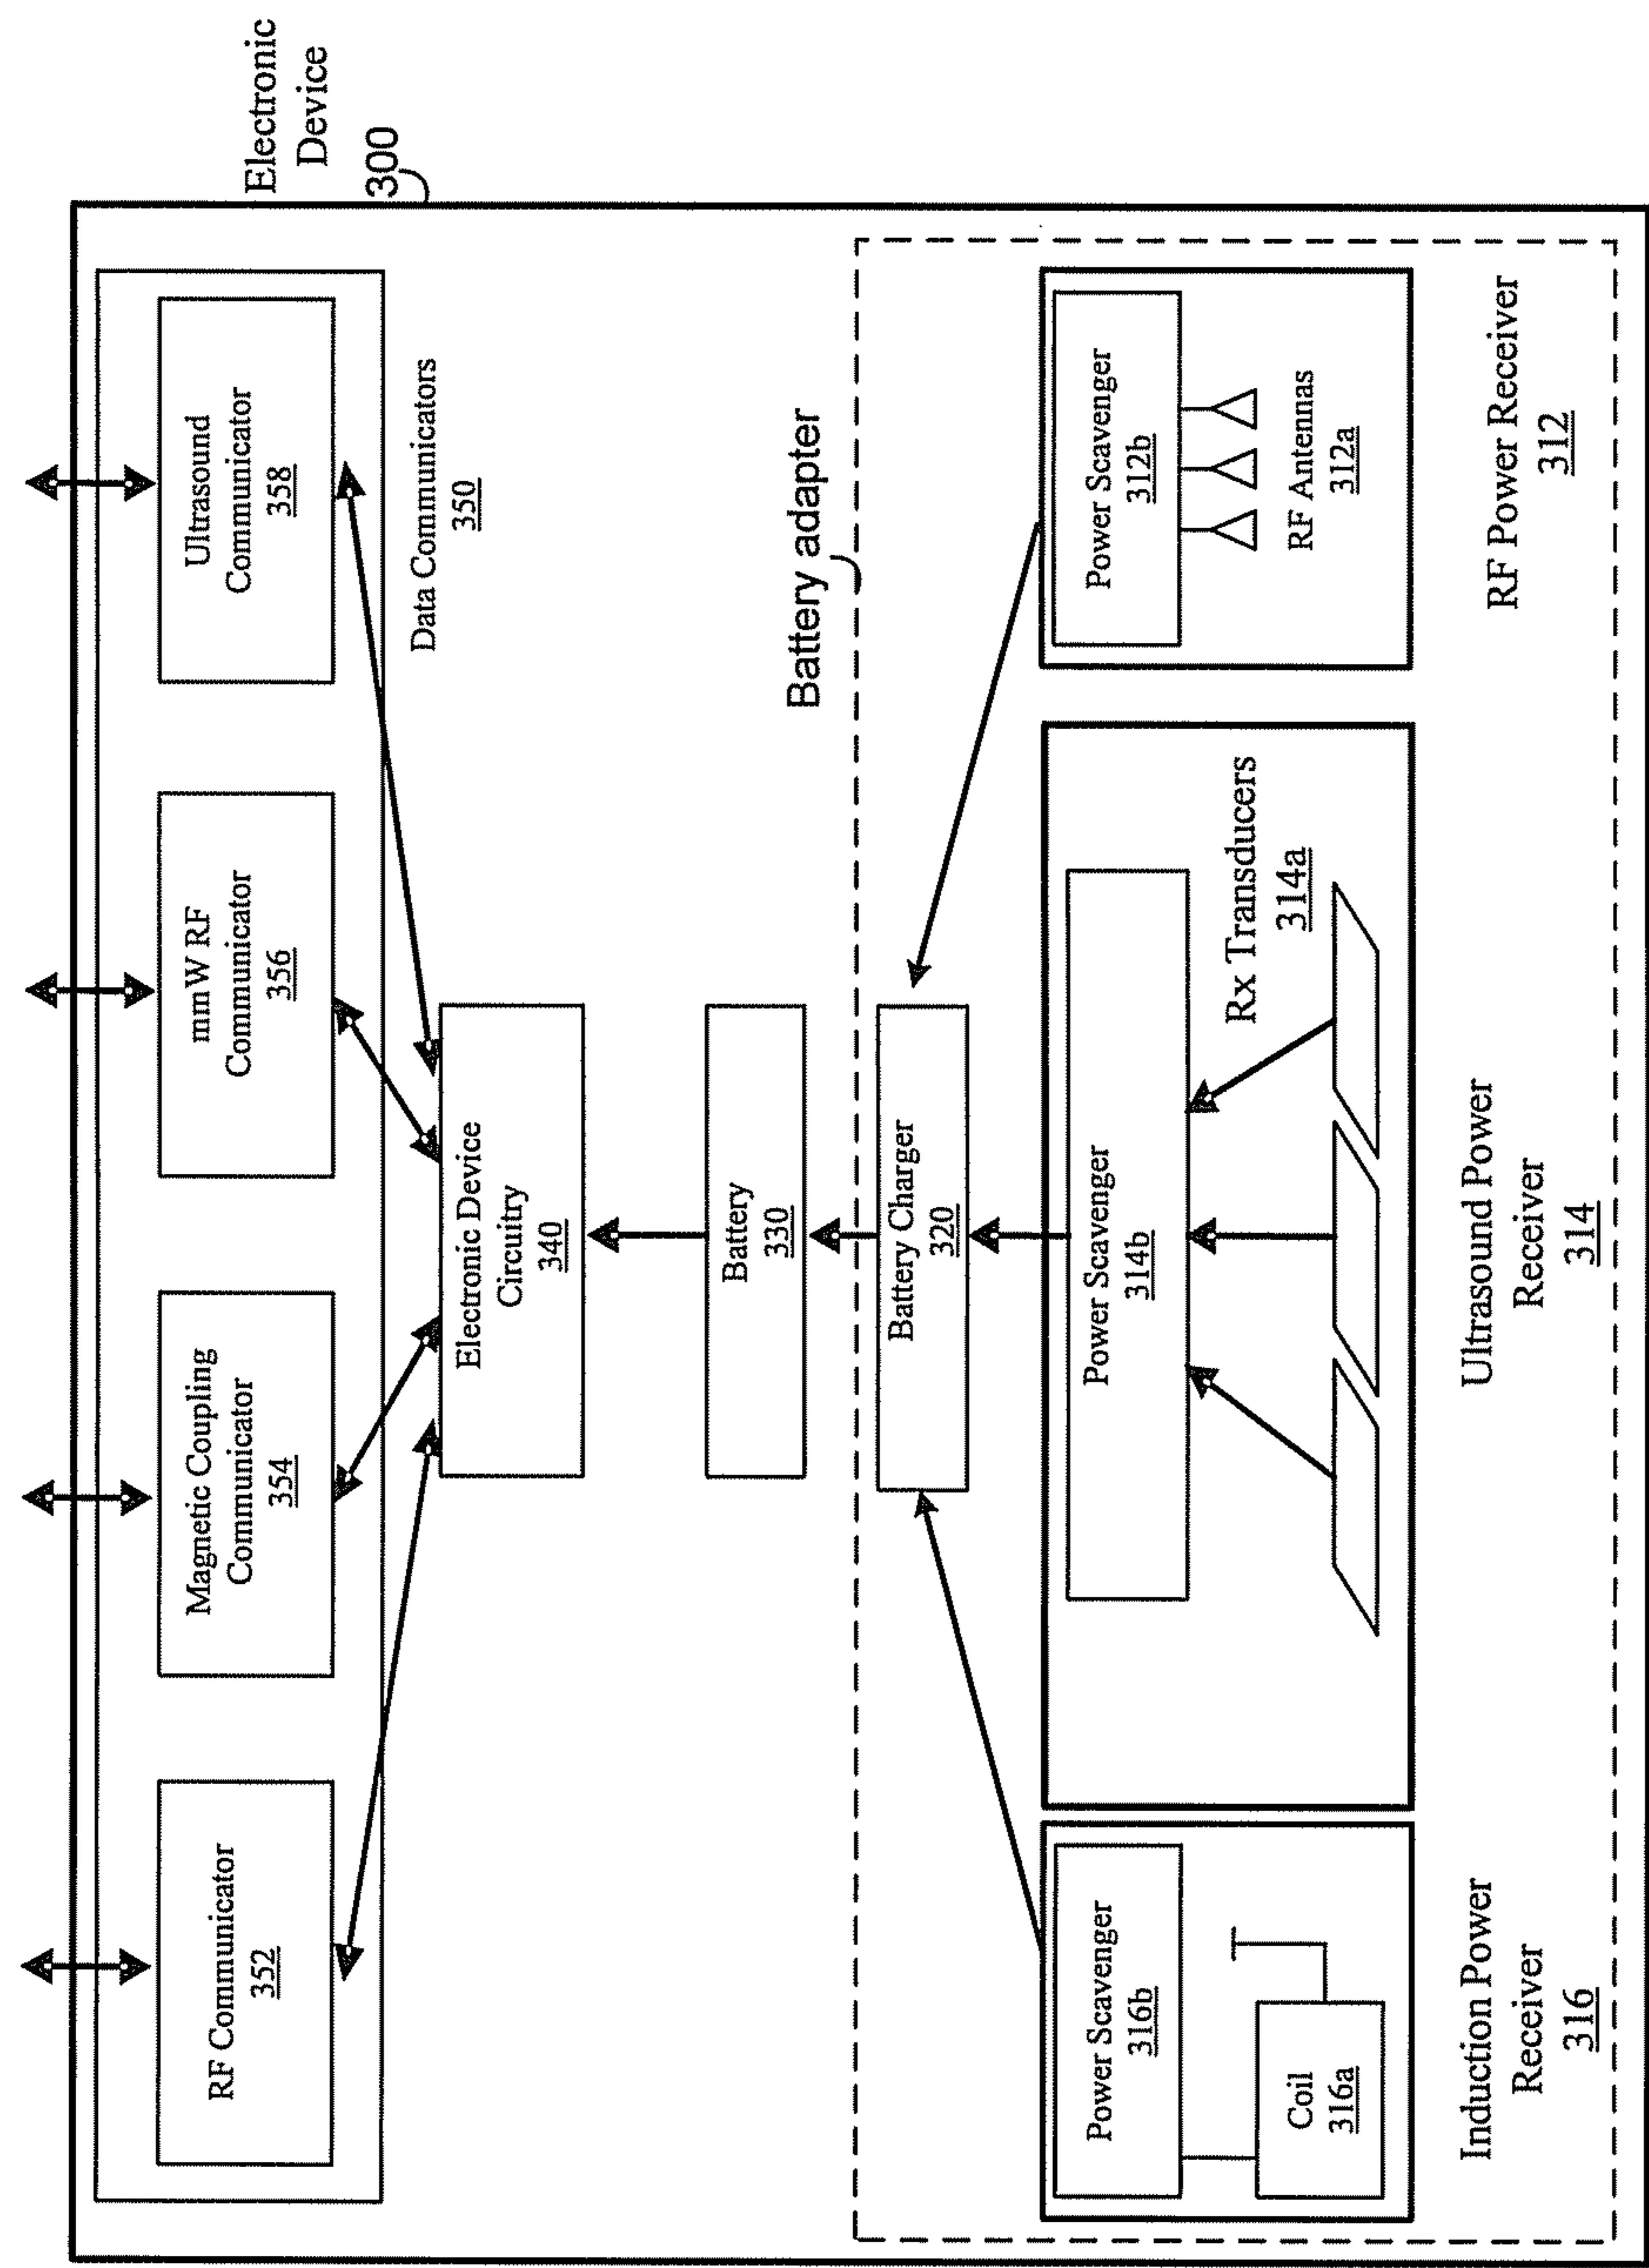 Electronic
Device
300
RF Communicator
352
Magnetic Coupling
Communicator
354
mmW RF
Communicator
356
Ultrasound
Communicator
358
Data Communicators
350
Electronic Device
Circuitry
340
Battery
330
Battery adapter
Battery Charger
320
Power Scavenger
316b
Coil
316a
Induction Power
Receiver
316
Power Scavenger
314b
Rx Transducers
314a
Ultrasound Power
Receiver
314
Power Scavenger
312b
RF Antennas
312a
RF Power Receiver
312